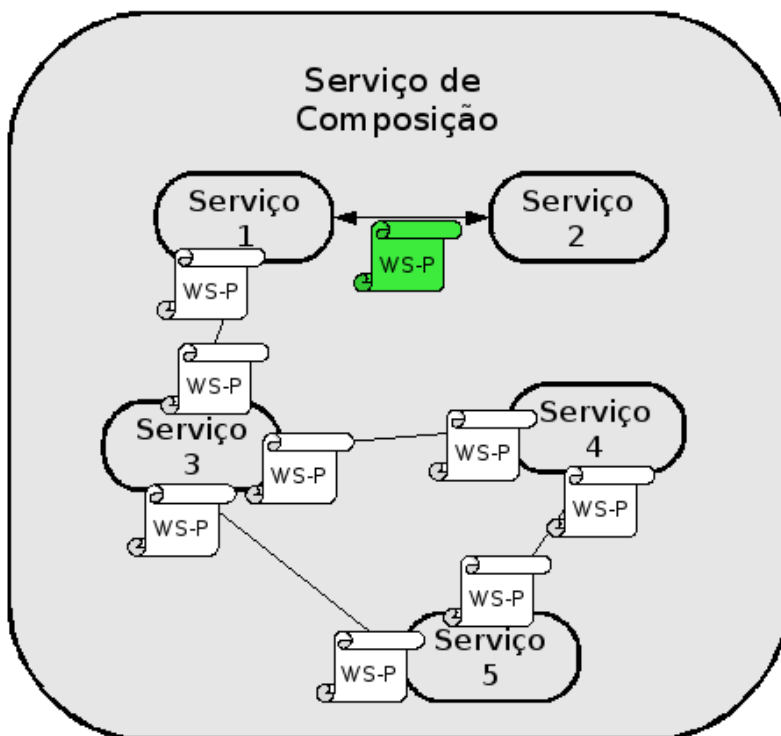 Serviço de
Composição
Serviço
1
Serviço
2
WS-P
WS-P
WS-P
Serviço
3
WS-P
WS-P
Serviço
4
WS-P
WS-P
WS-P
Serviço
5
WS-P